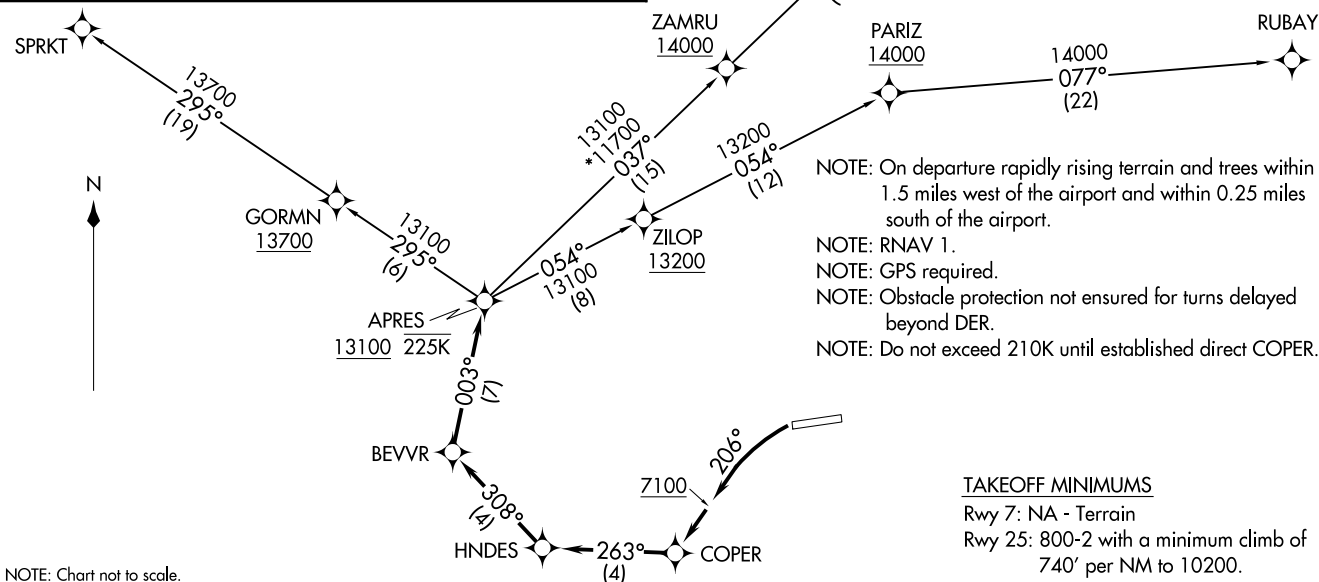 ZAMRU
14000
PARIZ
14000
RUBAY
14000
077°
(22)
SPRKT
13700
295°
(19)
13100
*11700
037°
(15)
13200
054°
(12)
N
GORMN
13700
13100
295°
(6)
ZILOP
13200
054°
13100
(8)
APRES
13100 225K
003°
(7)
BEVVR
308°
(4)
HNDES
263°
(4)
COPER
7100
206°
NOTE: On departure rapidly rising terrain and trees within
1.5 miles west of the airport and within 0.25 miles
south of the airport.
NOTE: RNAV 1.
NOTE: GPS required.
NOTE: Obstacle protection not ensured for turns delayed
beyond DER.
NOTE: Do not exceed 210K until established direct COPER.
TAKEOFF MINIMUMS
Rwy 7: NA - Terrain
Rwy 25: 800-2 with a minimum climb of
740' per NM to 10200.
NOTE: Chart not to scale.